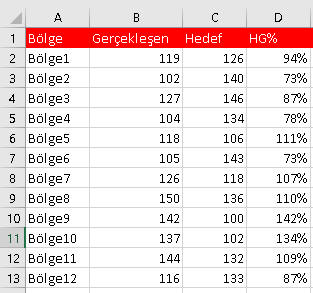 A B C D
1 Bölge Gerçekleşen Hedef HG%
2 Bölge1 119 126 94%
3 Bölge2 102 140 73%
4 Bölge3 127 146 87%
5 Bölge4 104 134 78%
6 Bölge5 118 106 111%
7 Bölge6 105 143 73%
8 Bölge7 126 118 107%
9 Bölge8 150 136 110%
10 Bölge9 142 100 142%
11 Bölge10 137 102 134%
12 Bölge11 144 132 109%
13 Bölge12 116 133 87%